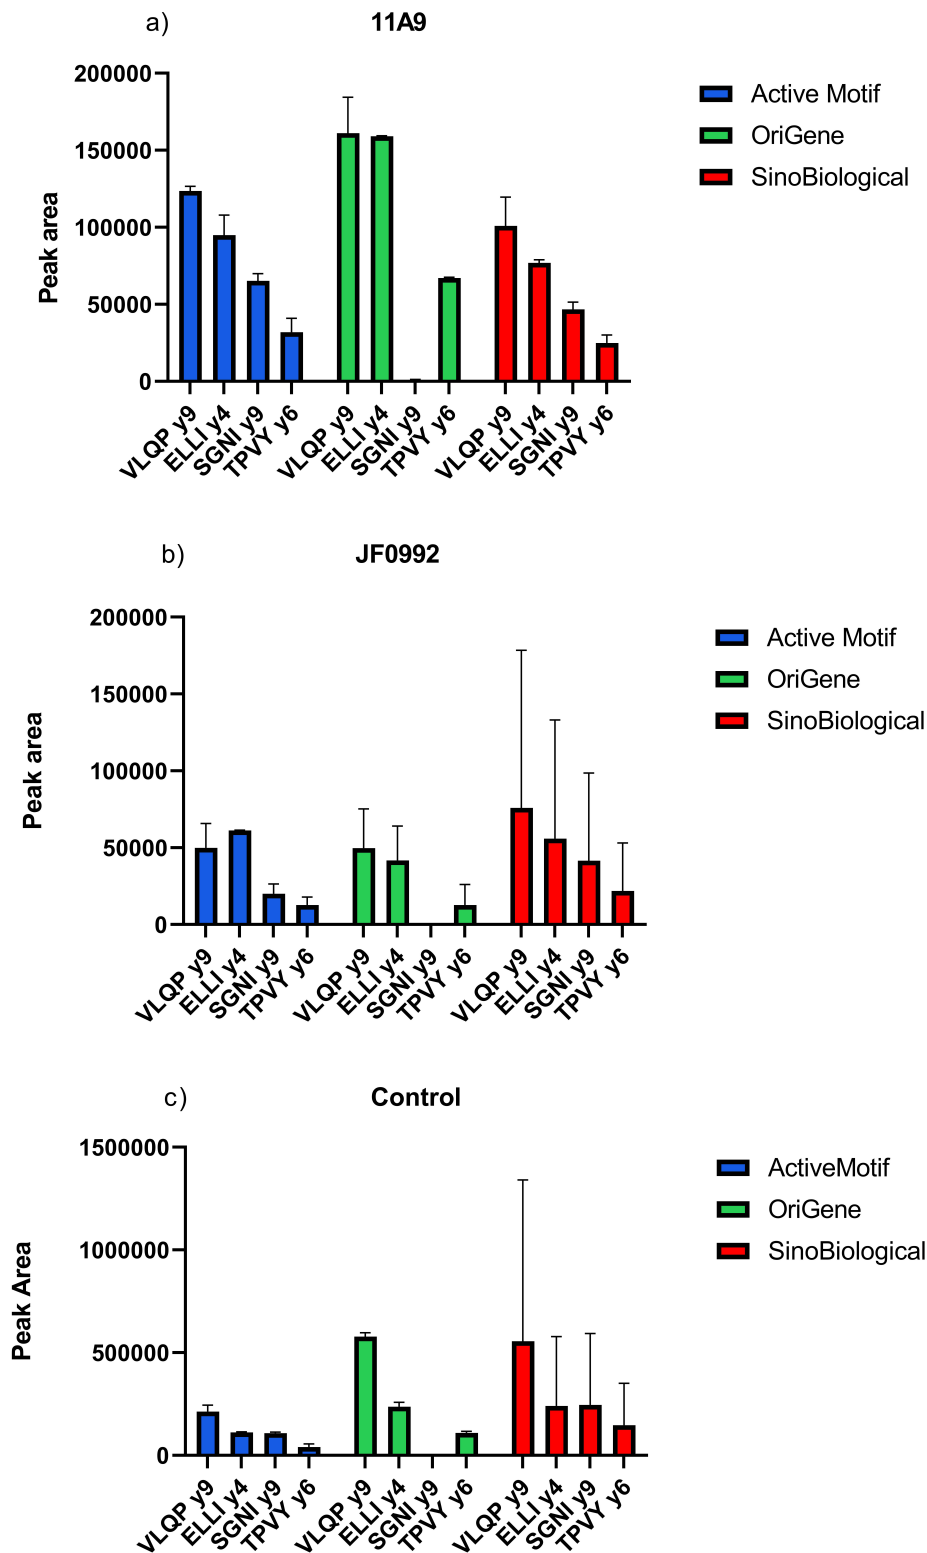 a) 11A9
200000
150000
100000
50000
0
Peak area
VLQP y9
ELLI y4
SGNI y9
TPVY y6
VLQP y9
ELLI y4
SGNI y9
TPVY y6
VLQP y9
ELLI y4
SGNI y9
TPVY y6
Active Motif
OriGene
SinoBiological
b) JF0992
200000
150000
100000
50000
0
Peak area
VLQP y9
ELLI y4
SGNI y9
TPVY y6
VLQP y9
ELLI y4
SGNI y9
TPVY y6
VLQP y9
ELLI y4
SGNI y9
TPVY y6
Active Motif
OriGene
SinoBiological
c) Control
1500000
1000000
500000
0
Peak Area
VLQP y9
ELLI y4
SGNI y9
TPVY y6
VLQP y9
ELLI y4
SGNI y9
TPVY y6
VLQP y9
ELLI y4
SGNI y9
TPVY y6
ActiveMotif
OriGene
SinoBiological